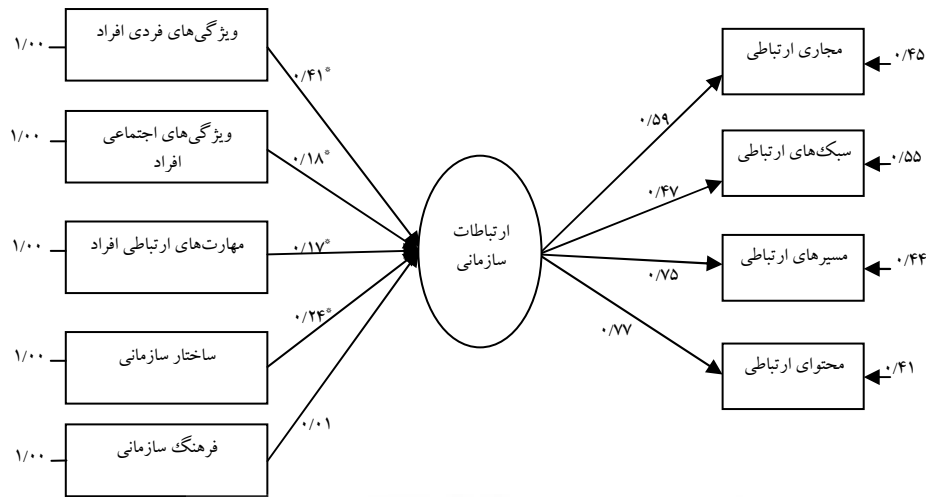 ویژگی‌های فردی افراد
۱/۰۰
۰/۴۱*
ویژگی‌های اجتماعی
افراد
۱/۰۰
۰/۱۸*
مهارت‌های ارتباطی افراد
۱/۰۰
۰/۱۷*
ساختار سازمانی
۱/۰۰
۰/۲۴*
فرهنگ سازمانی
۱/۰۰
۰/۰۱
ارتباطات
سازمانی
مجاری ارتباطی
۰/۴۵
۰/۵۹
سبک‌های ارتباطی
۰/۵۵
۰/۴۷
مسیرهای ارتباطی
۰/۴۴
۰/۷۵
محتوای ارتباطی
۰/۴۱
۰/۷۷